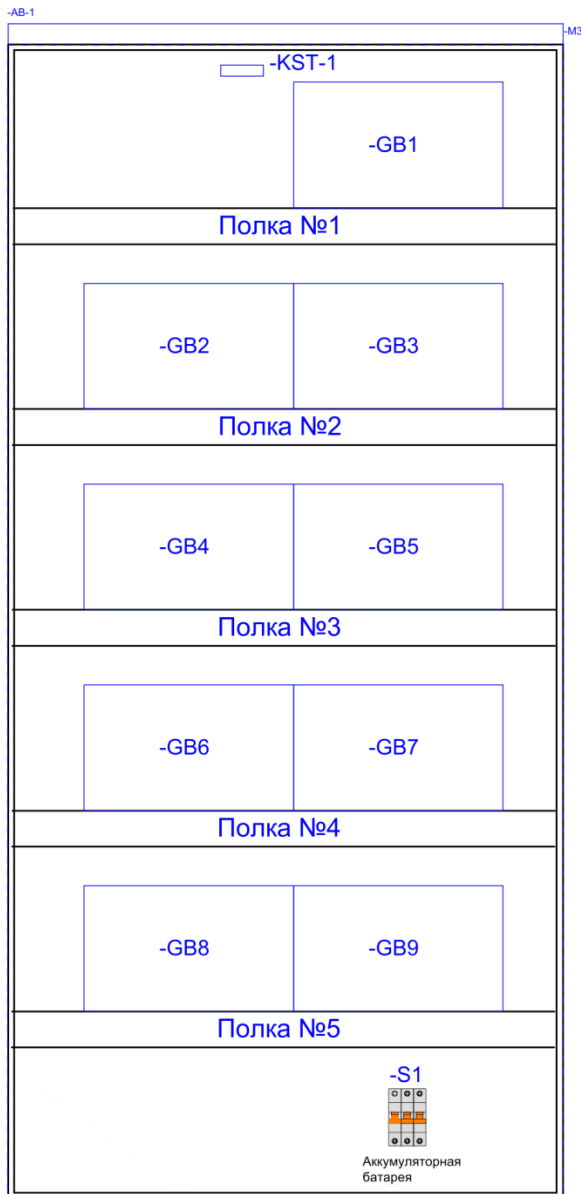 -AB-1
-M3
-KST-1
-GB1
Полка №1
-GB2 -GB3
Полка №2
-GB4 -GB5
Полка №3
-GB6 -GB7
Полка №4
-GB8 -GB9
Полка №5
-S1
Аккумуляторная
батарея